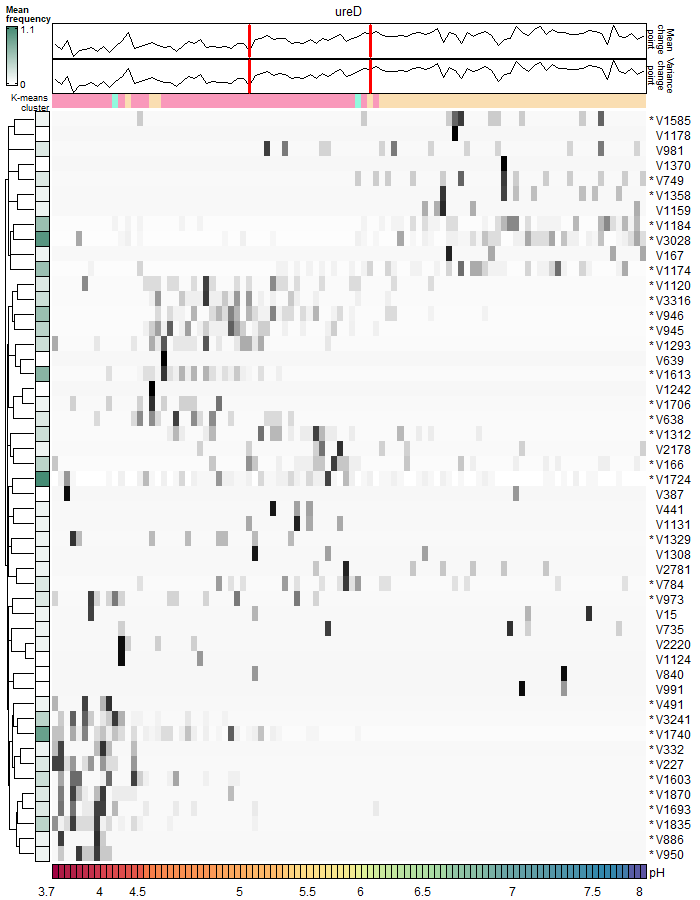 ureD
Mean
frequency
1.1
0
Mean
change
point
Variance
change
point
K-means
cluster
* V1585
V1178
V981
V1370
* V749
* V1358
V1159
* V1184
* V3028
V167
* V1174
* V1120
* V3316
* V946
* V945
* V1293
V639
* V1613
V1242
* V1706
* V638
* V1312
V2178
* V166
* V1724
V387
V441
V1131
* V1329
V1308
V2781
* V784
* V973
V15
V735
V2220
V1124
V840
V991
* V491
* V3241
* V1740
* V332
* V227
* V1603
* V1870
* V1693
* V1835
* V886
* V950
pH
3.7 4 4.5 5 5.5 6 6.5 7 7.5 8